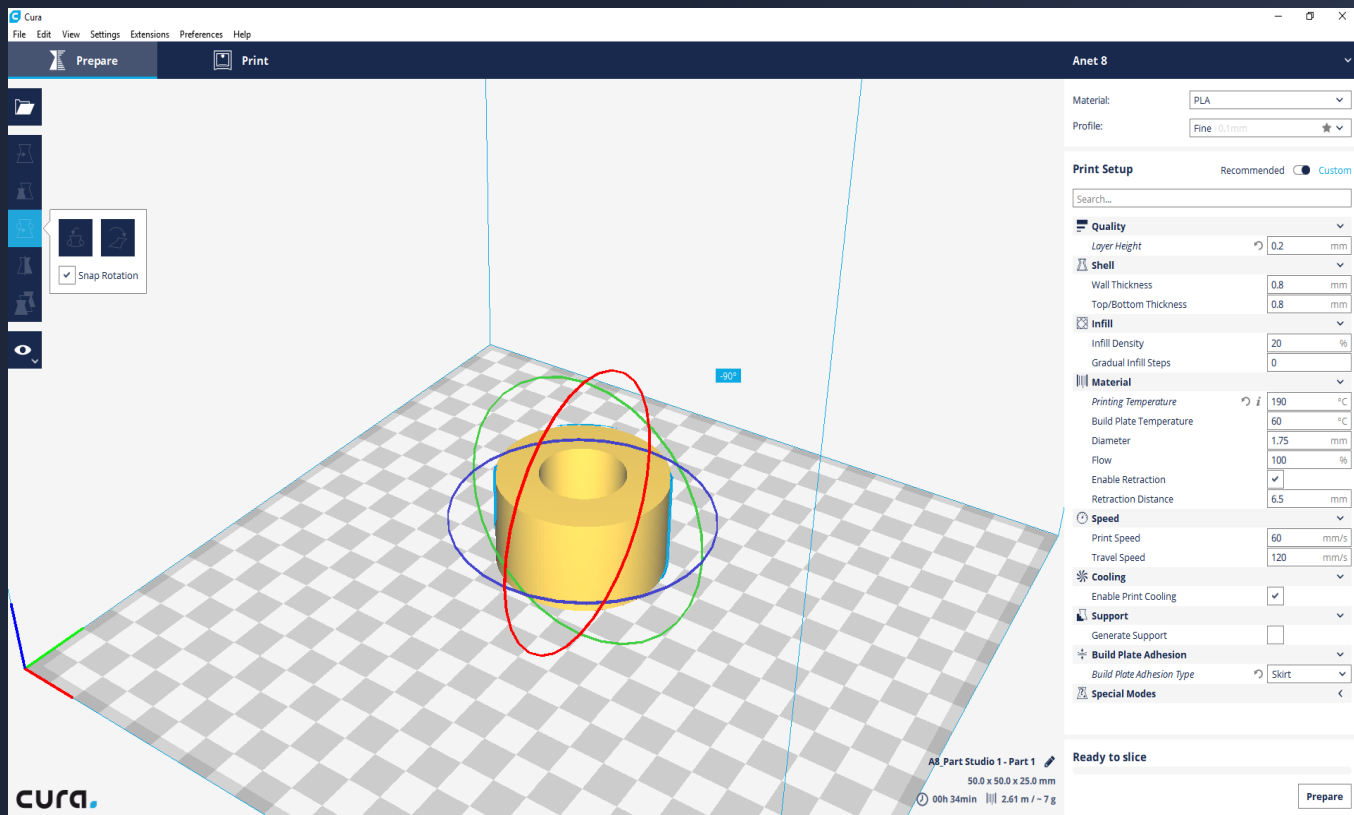 Cura
File Edit View Settings Extensions Preferences Help
Prepare Print Anet 8
Material: PLA
Profile: Fine - 0.1mm
Print Setup Recommended Custom
Search...
Quality
Layer Height 0.2 mm
Shell
Wall Thickness 0.8 mm
Top/Bottom Thickness 0.8 mm
Infill
Infill Density 20 %
Gradual Infill Steps 0
Material
Printing Temperature i 190 °C
Build Plate Temperature 60 °C
Diameter 1.75 mm
Flow 100 %
Enable Retraction
Retraction Distance 6.5 mm
Speed
Print Speed 60 mm/s
Travel Speed 120 mm/s
Cooling
Enable Print Cooling
Support
Generate Support
Build Plate Adhesion
Build Plate Adhesion Type Skirt
Special Modes
Ready to slice
Prepare
Snap Rotation
-90°
A8_Part Studio 1 - Part 1
50.0 x 50.0 x 25.0 mm
00h 34min 2.61 m / ~ 7 g
cura.